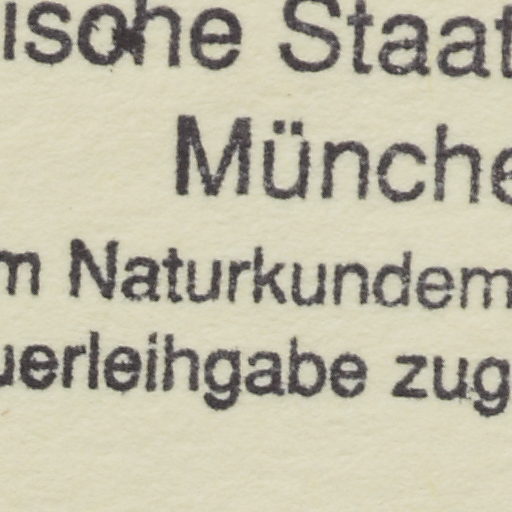 ische Staat
Münche
m Naturkundem
uerleihgabe zug